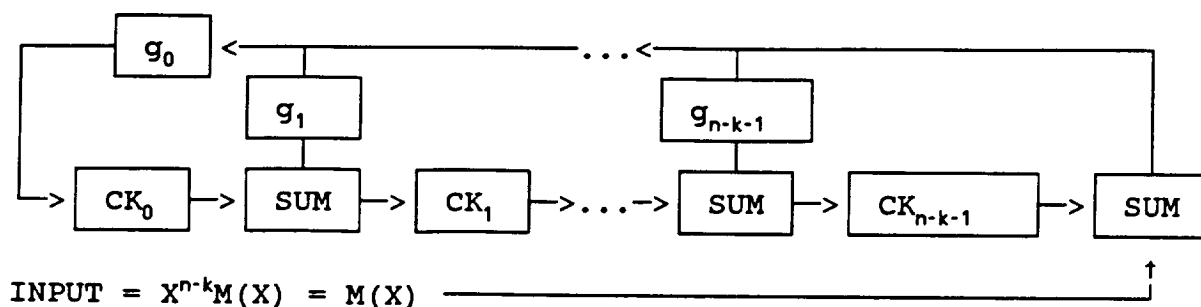 g₀ < ...<
g₁ gₙ₋ₖ₋₁
> CK₀ > SUM > CK₁ >...> SUM > CKₙ₋ₖ₋₁ > SUM
INPUT = Xⁿ⁻ᵏM(X) = M(X)